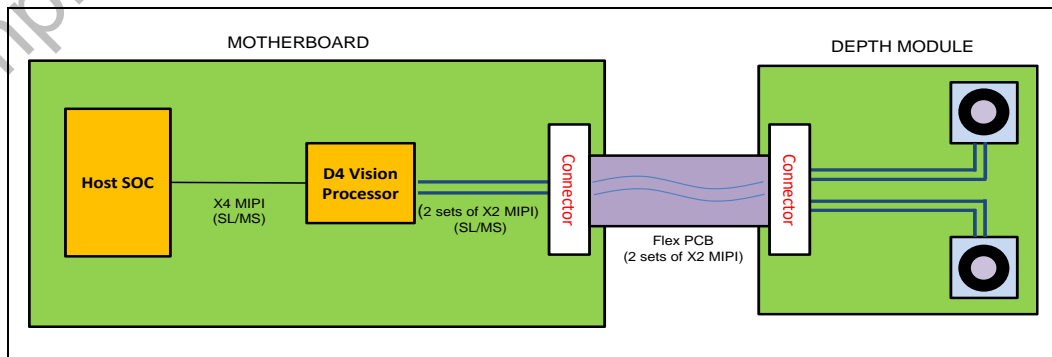 MOTHERBOARD
DEPTH MODULE
Host SOC
X4 MIPI
(SL/MS)
D4 Vision
Processor
(2 sets of X2 MIPI)
(SL/MS)
Connector
Flex PCB
(2 sets of X2 MIPI)
Connector